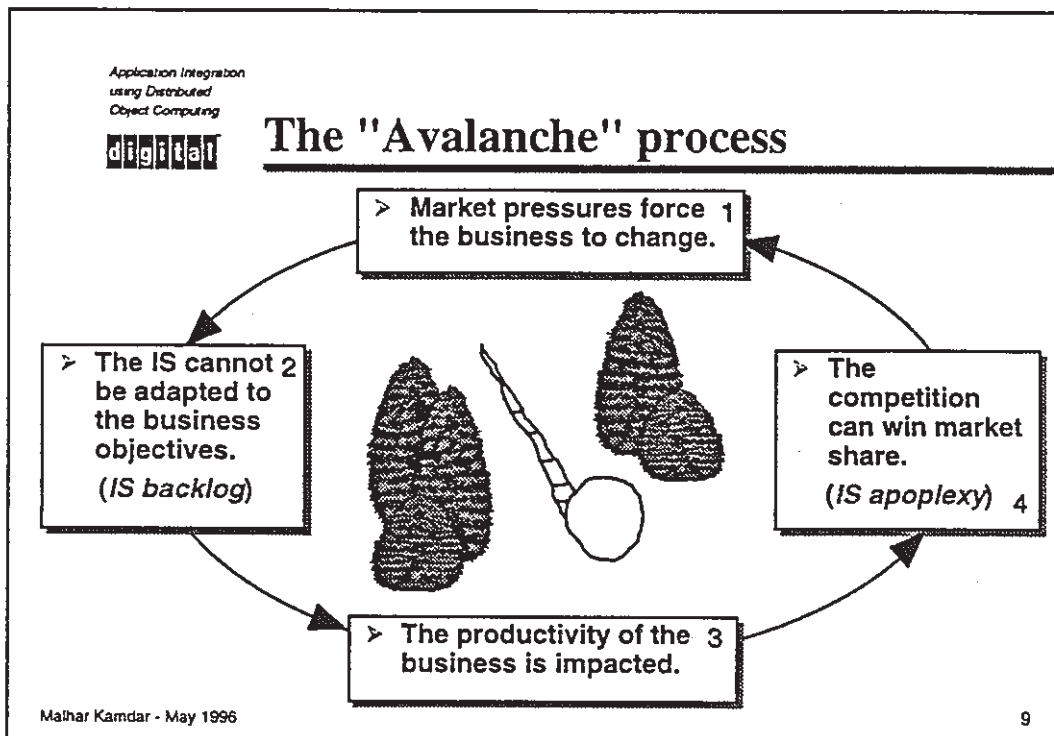 Application Integration
using Distributed
Object Computing
digital
The "Avalanche" process
➢ Market pressures force 1
the business to change.
➢ The IS cannot 2
be adapted to
the business
objectives.
(IS backlog)
➢ The productivity of the 3
business is impacted.
➢ The
competition
can win market
share.
(IS apoplexy) 4
Malhar Kamdar - May 1996
9